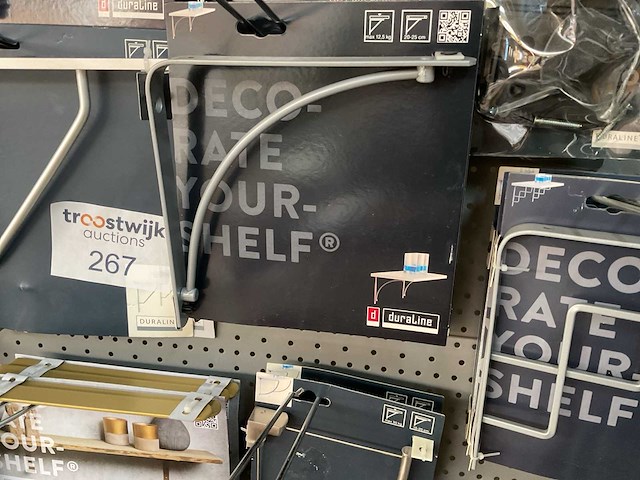 duraline
max 12,5 kg 20-25 cm
DECO-
RATE
YOUR-
SHELF®
duraline
troostwijk
auctions
267
DURALINE
DURALINE
DECO
RATE
YOUR-
SHELF
OUR-
SHELF®